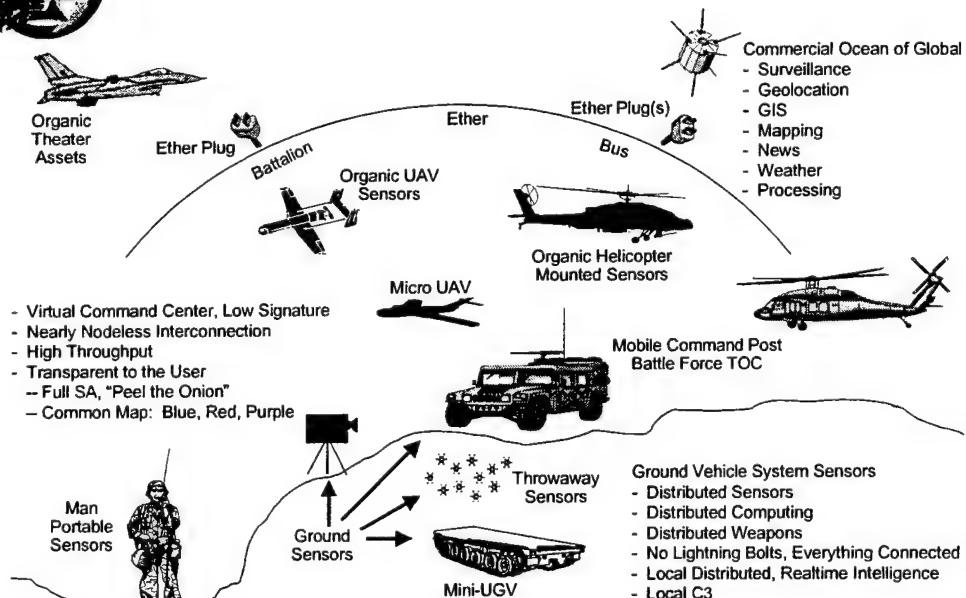 Commercial Ocean of Global
- Surveillance
- Geolocation
- GIS
- Mapping
- News
- Weather
- Processing
Organic
Theater
Assets
Ether Plug
Battalion
Ether
Bus
Ether Plug(s)
Organic UAV
Sensors
Organic Helicopter
Mounted Sensors
Micro UAV
Mobile Command Post
Battle Force TOC
- Virtual Command Center, Low Signature
- Nearly Nodeless Interconnection
- High Throughput
- Transparent to the User
-- Full SA, "Peel the Onion"
-- Common Map: Blue, Red, Purple
Man
Portable
Sensors
Ground
Sensors
Throwaway
Sensors
Mini-UGV
Ground Vehicle System Sensors
- Distributed Sensors
- Distributed Computing
- Distributed Weapons
- No Lightning Bolts, Everything Connected
- Local Distributed, Realtime Intelligence
- Local C3